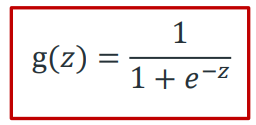 g(z) = 1 / (1 + e^{-z})